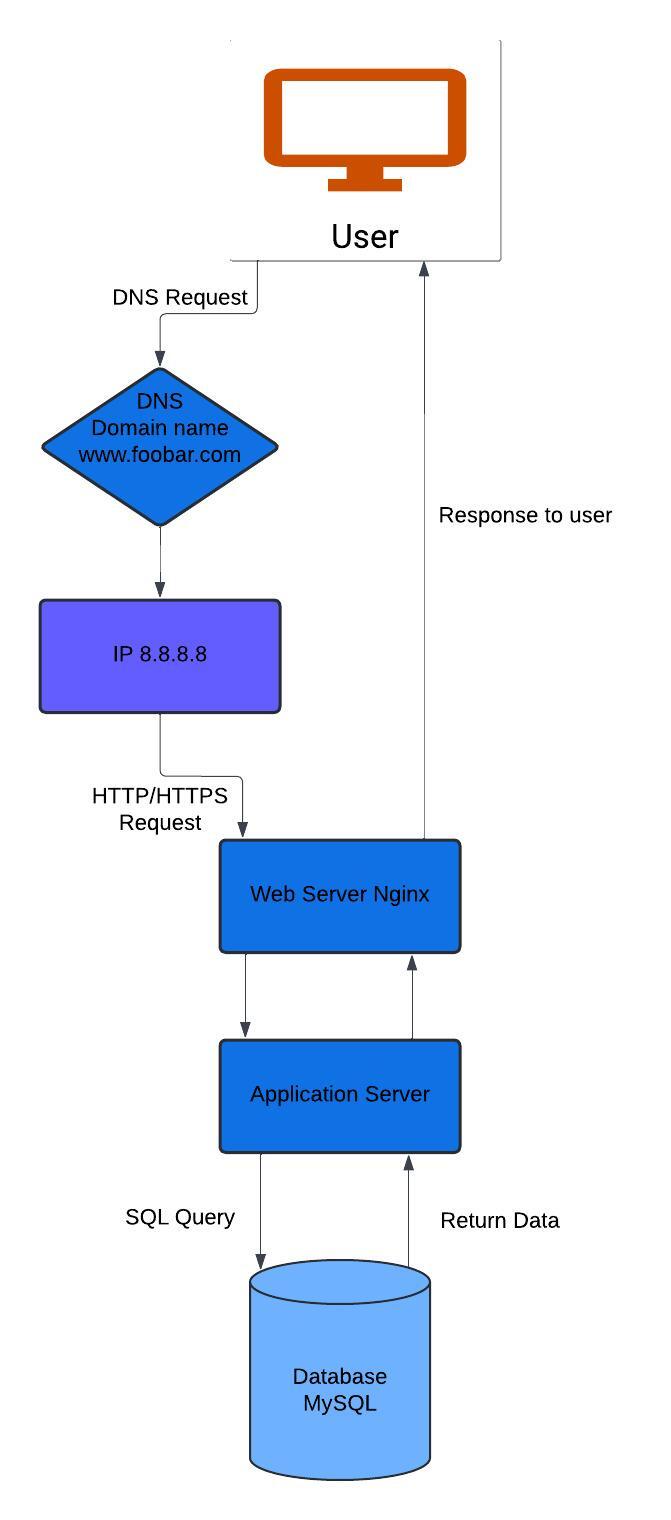 User
DNS Request
DNS
Domain name
www.foobar.com
Response to user
IP 8.8.8.8
HTTP/HTTPS
Request
Web Server Nginx
Application Server
SQL Query
Return Data
Database
MySQL